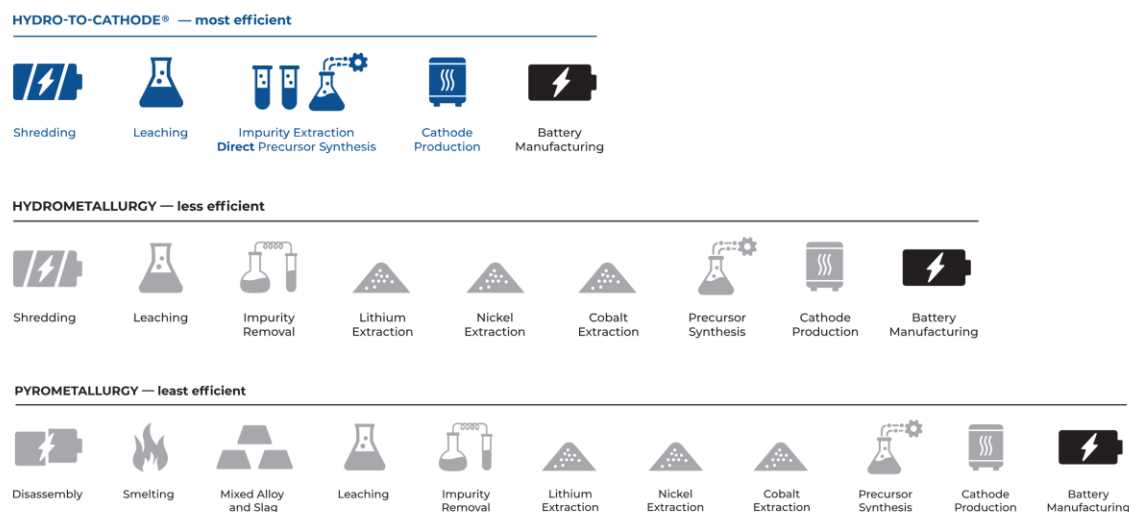 HYDRO-TO-CATHODE® — most efficient
Shredding
Leaching
Impurity Extraction
Direct Precursor Synthesis
Cathode
Production
Battery
Manufacturing
HYDROMETALLURGY — less efficient
Shredding
Leaching
Impurity
Removal
Lithium
Extraction
Nickel
Extraction
Cobalt
Extraction
Precursor
Synthesis
Cathode
Production
Battery
Manufacturing
PYROMETALLURGY — least efficient
Disassembly
Smelting
Mixed Alloy
and Slag
Leaching
Impurity
Removal
Lithium
Extraction
Nickel
Extraction
Cobalt
Extraction
Precursor
Synthesis
Cathode
Production
Battery
Manufacturing